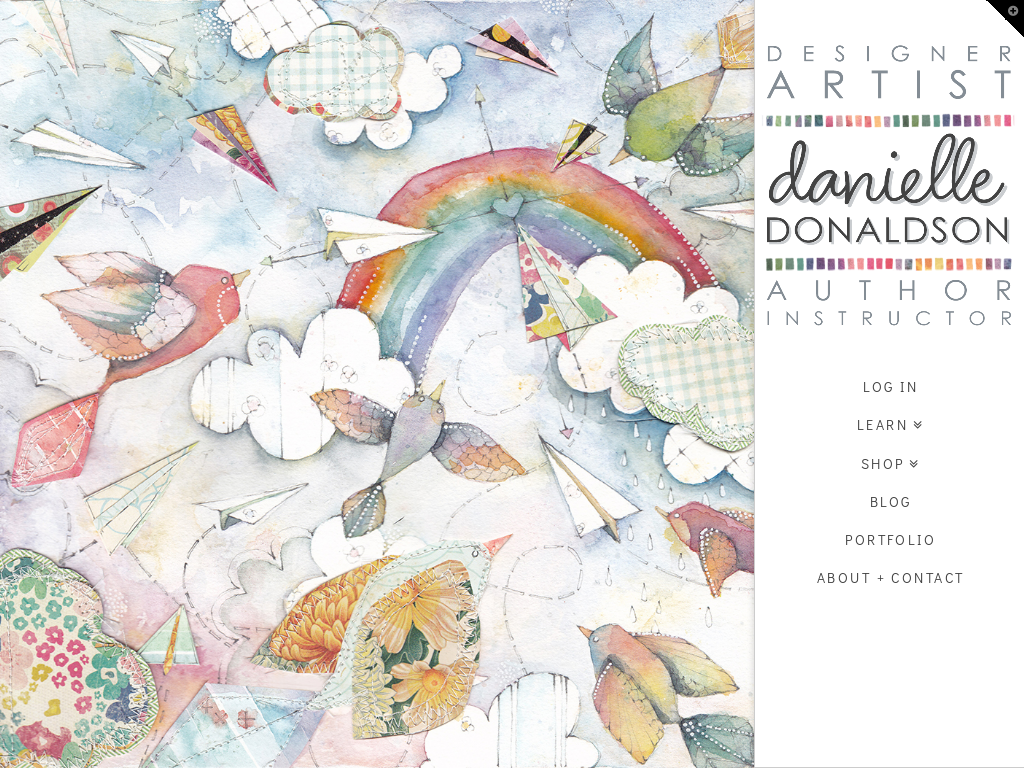 DESIGNER
ARTIST
danielle
DONALDSON
AUTHOR
INSTRUCTOR
LOG IN
LEARN
SHOP
BLOG
PORTFOLIO
ABOUT + CONTACT